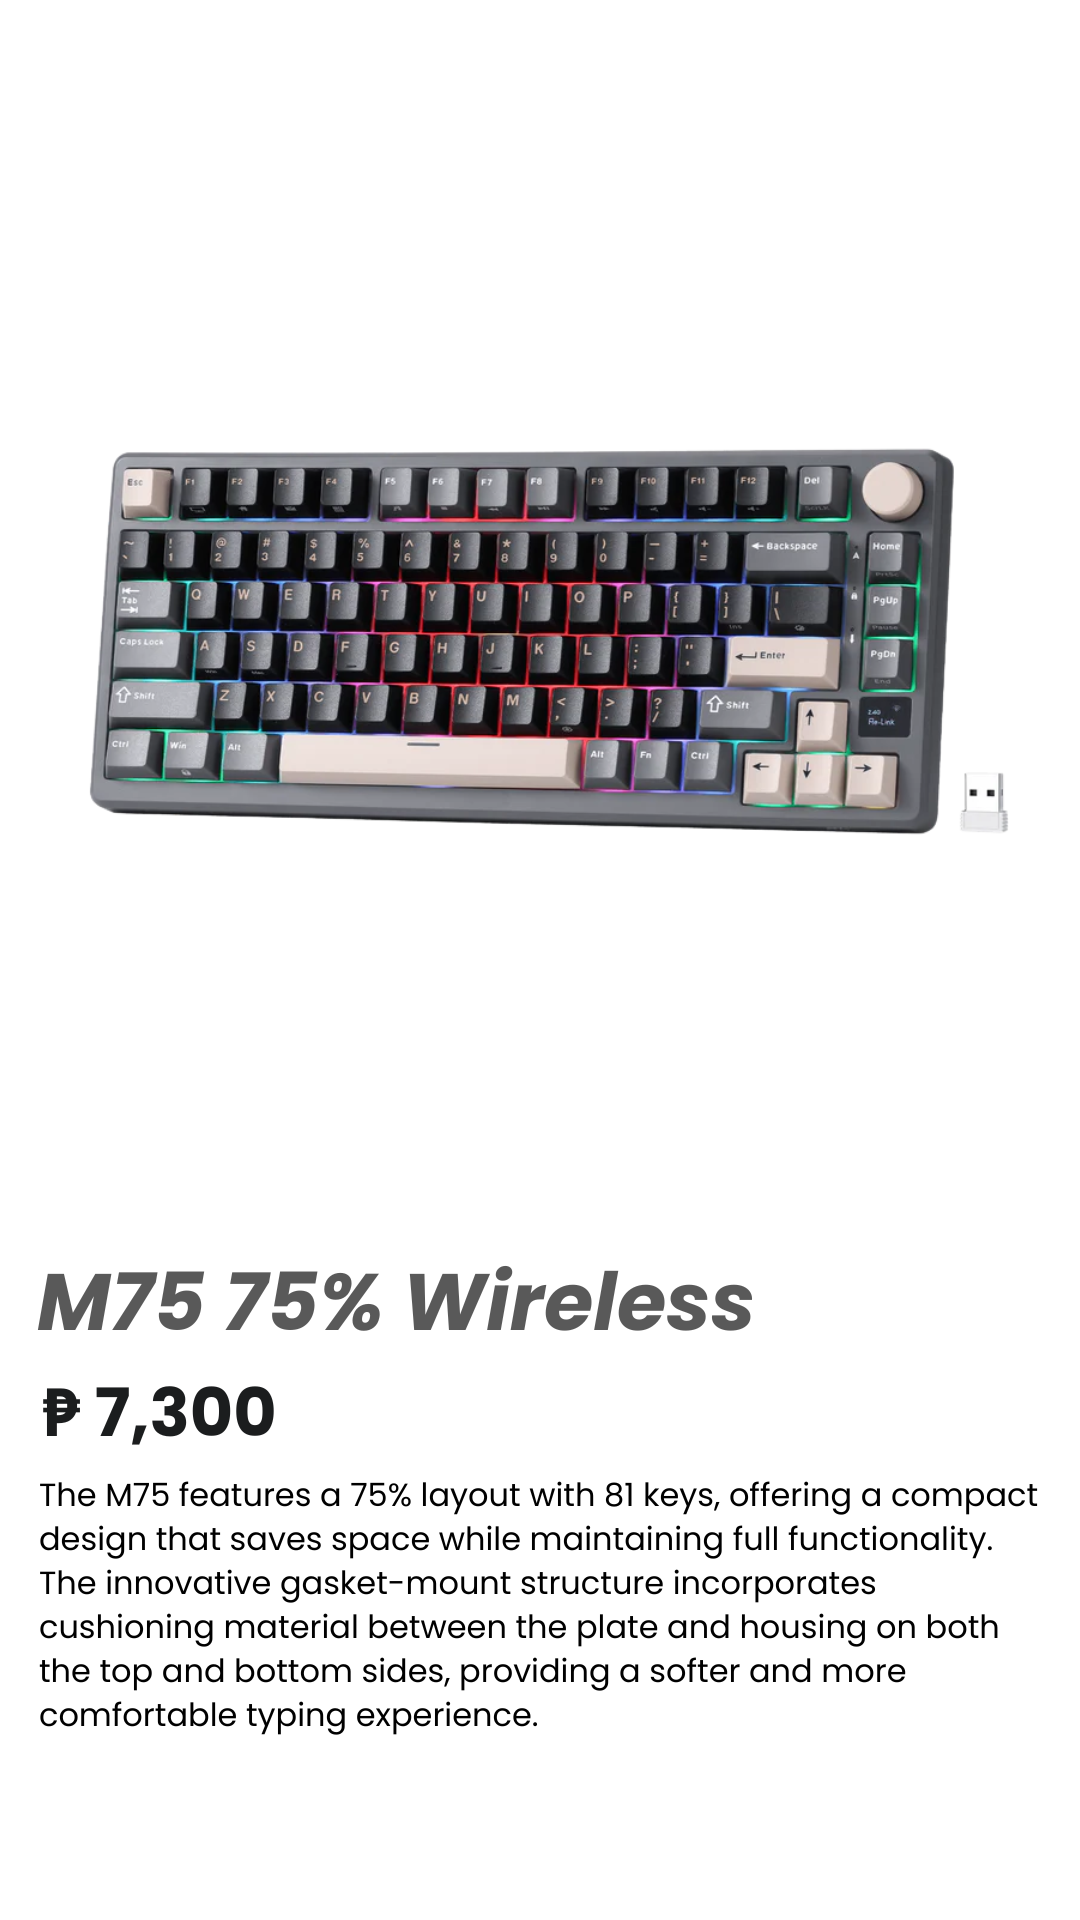 Esc F1 F2 F3 F4 F5 F6 F7 F8 F9 F10 F11 F12 Del
~ ` ! 1 @ 2 # 3 $ 4 % 5 ^ 6 & 7 * 8 ( 9 ) 0 — - + = ← Backspace Home
Tab Q W E R T Y U I O P { [ } ] | \ PgUp
Caps Lock A S D F G H J K L : ; " ' Enter PgDn
Shift Z X C V B N M < , > . ? / Shift ↑
Ctrl Win Alt Alt Fn Ctrl ← ↓ →
M75 75% Wireless
₱ 7,300
The M75 features a 75% layout with 81 keys, offering a compact
design that saves space while maintaining full functionality.
The innovative gasket-mount structure incorporates
cushioning material between the plate and housing on both
the top and bottom sides, providing a softer and more
comfortable typing experience.